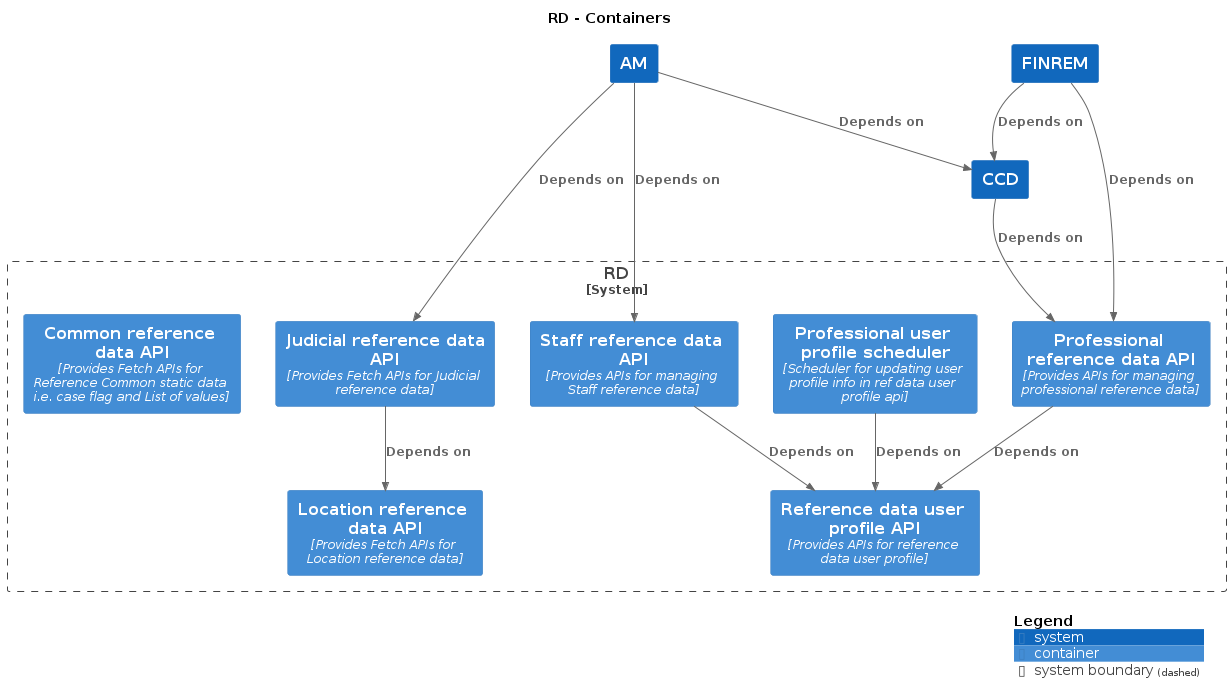 RD - Containers
AM
FINREM
Depends on
Depends on
CCD
Depends on
Depends on
Depends on
Depends on
RD
[System]
Common reference
data API
[Provides Fetch APIs for
Reference Common static data
i.e. case flag and List of values]
Judicial reference data
API
[Provides Fetch APIs for Judicial
reference data]
Staff reference data
API
[Provides APIs for managing
Staff reference data]
Professional user
profile scheduler
[Scheduler for updating user
profile info in ref data user
profile api]
Professional
reference data API
[Provides APIs for managing
professional reference data]
Depends on
Depends on
Depends on
Depends on
Location reference
data API
[Provides Fetch APIs for
Location reference data]
Reference data user
profile API
[Provides APIs for reference
data user profile]
Legend
system
container
system boundary (dashed)